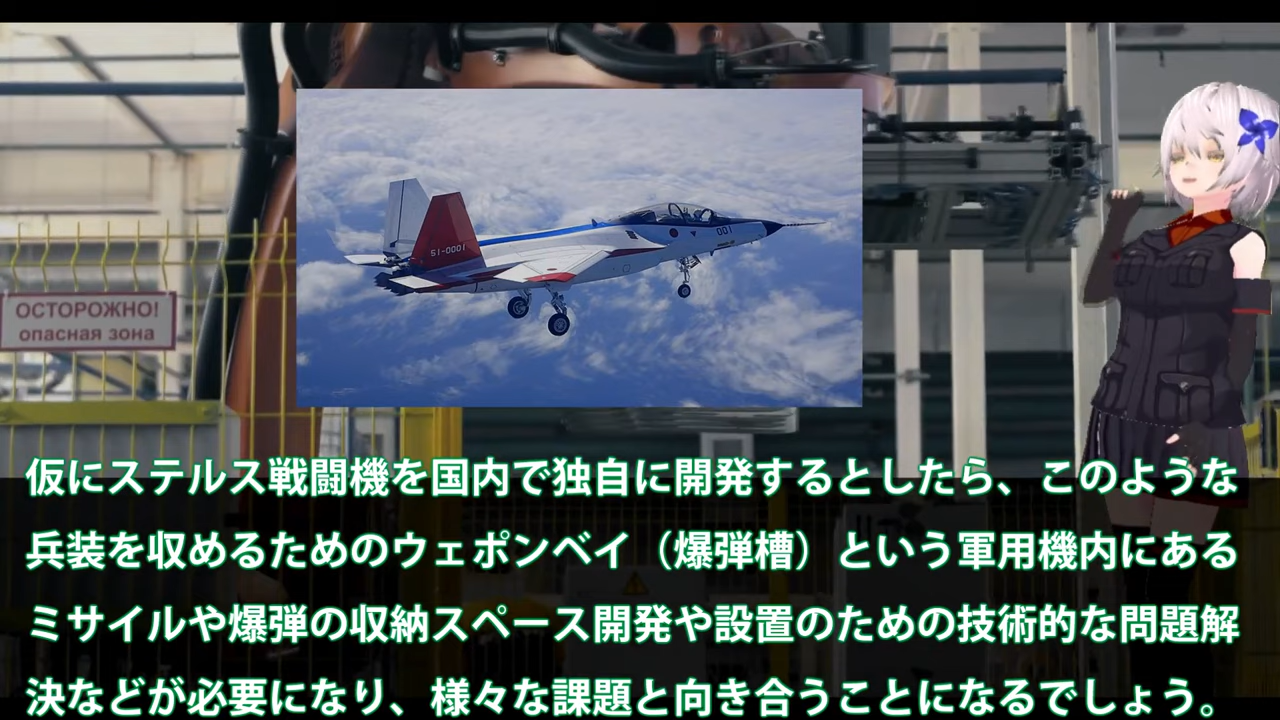 001
51-0001
ОСТОРОЖНО!
опасная зона
仮にステルス戦闘機を国内で独自に開発するとしたら、このような
兵装を収めるためのウェポンベイ（爆弾槽）という軍用機内にある
ミサイルや爆弾の収納スペース開発や設置のための技術的な問題解
決などが必要になり、様々な課題と向き合うことになるでしょう。